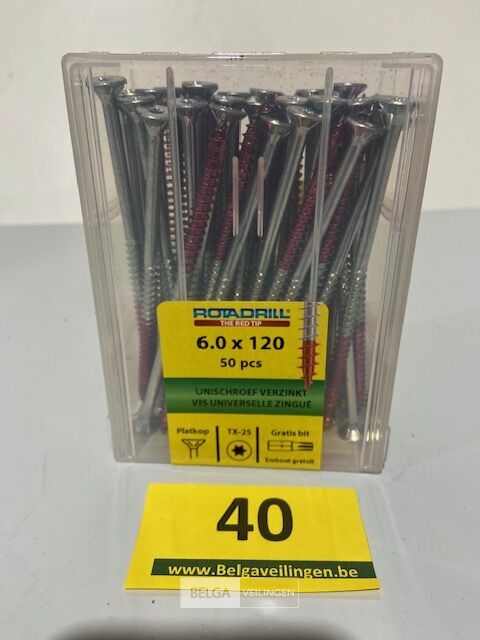 ROTADRILL®
THE RED TIP
6.0 x 120
50 pcs
UNISCHROEF VERZINKT
VIS UNIVERSELLE ZINGUÉ
Platkop TX-25 Gratis bit
Embout gratuit
40
www.Belgaveilingen.be
BELGA VEILINGEN